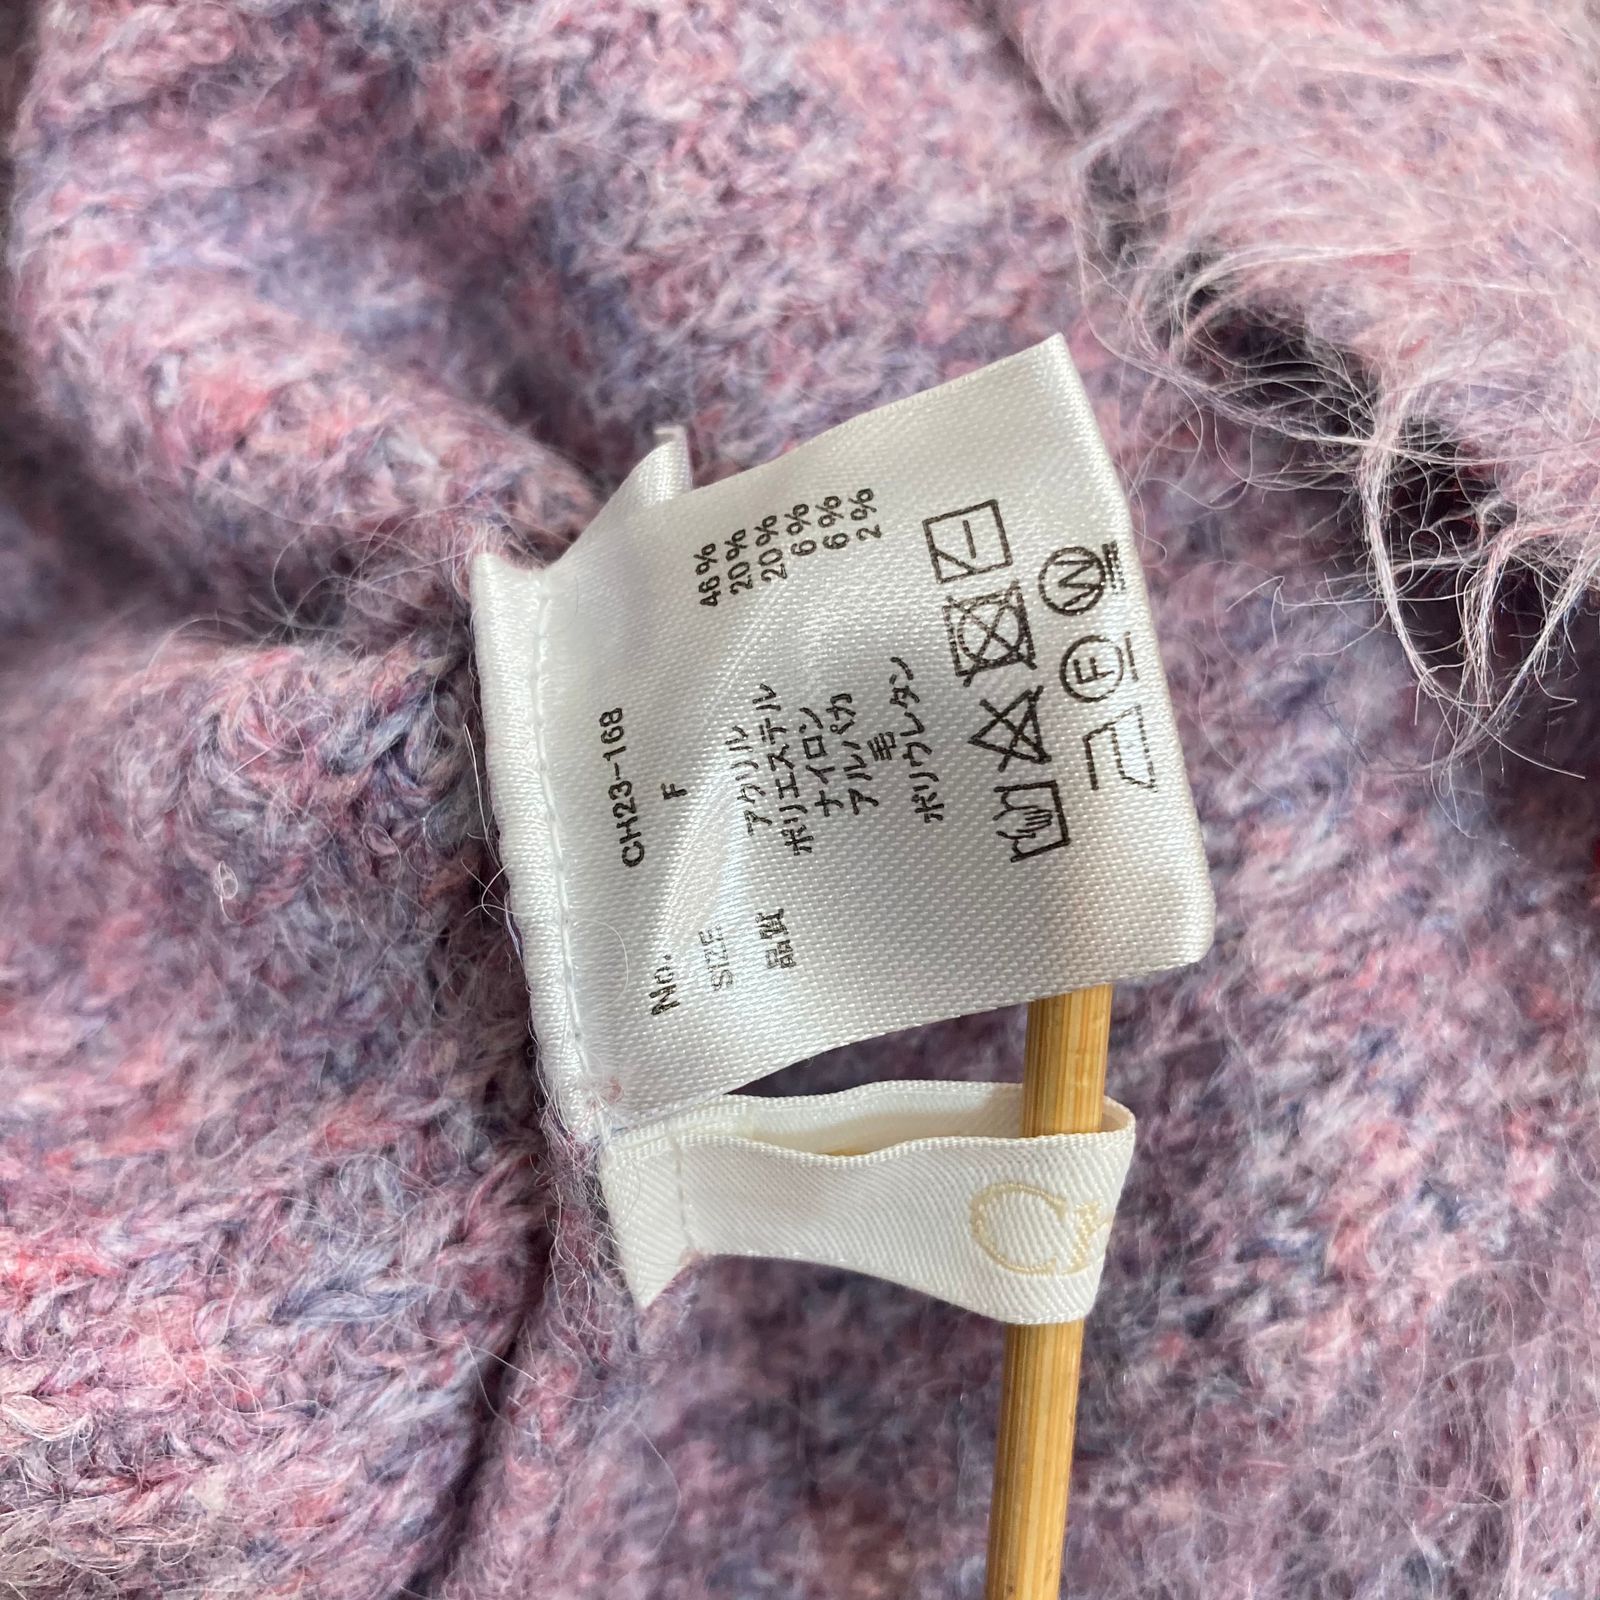 No. CH23-168
SIZE F
品質 アクリル 46%
ポリエステル 20%
ナイロン 20%
アルパカ 6%
毛 6%
ポリウレタン 2%
F W
C